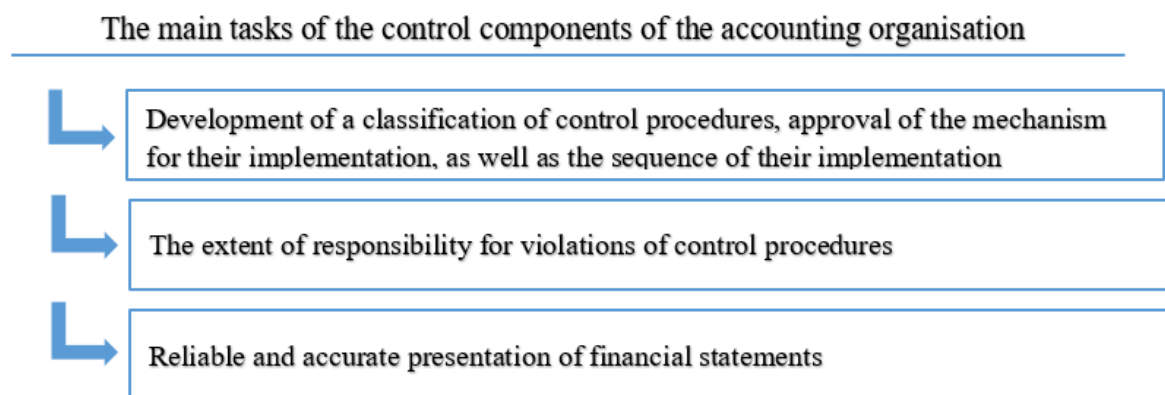 The main tasks of the control components of the accounting organisation
Development of a classification of control procedures, approval of the mechanism
for their implementation, as well as the sequence of their implementation
The extent of responsibility for violations of control procedures
Reliable and accurate presentation of financial statements